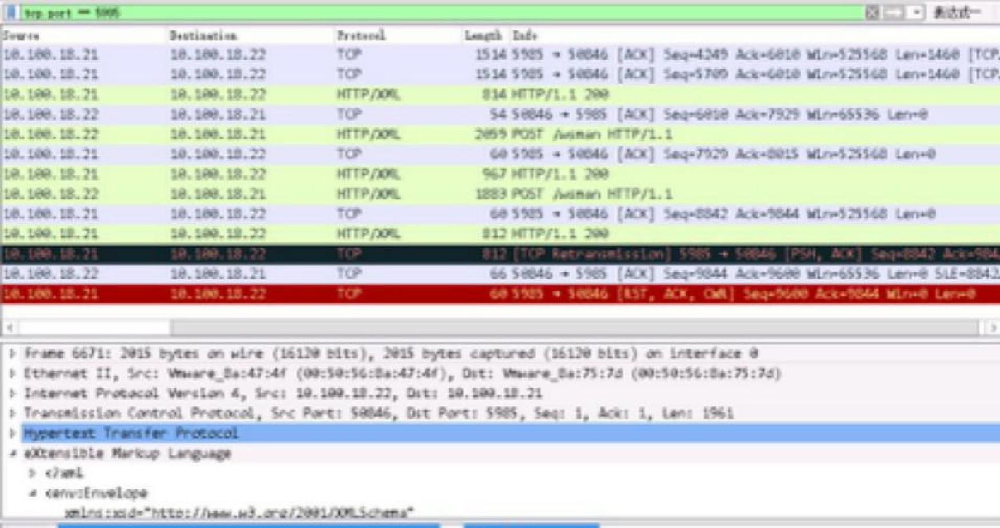 tcp.port == 5985
表达式…
Source Destination Protocol Length Info
10.100.18.21 10.100.18.22 TCP 1514 5985 → 50846 [ACK] Seq=4249 Ack=6010 Win=525568 Len=1460 [TCP
10.100.18.21 10.100.18.22 TCP 1514 5985 → 50846 [ACK] Seq=5709 Ack=6010 Win=525568 Len=1460 [TCP
10.100.18.21 10.100.18.22 HTTP/XML 814 HTTP/1.1 200
10.100.18.22 10.100.18.21 TCP 54 50846 → 5985 [ACK] Seq=6010 Ack=7929 Win=65536 Len=0
10.100.18.22 10.100.18.21 HTTP/XML 2059 POST /wsman HTTP/1.1
10.100.18.21 10.100.18.22 TCP 60 5985 → 50846 [ACK] Seq=7929 Ack=8015 Win=525568 Len=0
10.100.18.21 10.100.18.22 HTTP/XML 967 HTTP/1.1 200
10.100.18.22 10.100.18.21 HTTP/XML 1883 POST /wsman HTTP/1.1
10.100.18.21 10.100.18.22 TCP 60 5985 → 50846 [ACK] Seq=8842 Ack=9844 Win=525568 Len=0
10.100.18.21 10.100.18.22 HTTP/XML 812 HTTP/1.1 200
10.100.18.21 10.100.18.22 TCP 812 [TCP Retransmission] 5985 → 50846 [PSH, ACK] Seq=8842 Ack=984
10.100.18.22 10.100.18.21 TCP 66 50846 → 5985 [ACK] Seq=9844 Ack=9600 Win=65536 Len=0 SLE=8842
10.100.18.21 10.100.18.22 TCP 60 5985 → 50846 [RST, ACK, CWR] Seq=9600 Ack=9844 Win=0 Len=0
Frame 6671: 2015 bytes on wire (16120 bits), 2015 bytes captured (16120 bits) on interface 0
Ethernet II, Src: Vmware_8a:47:4f (00:50:56:8a:47:4f), Dst: Vmware_8a:75:7d (00:50:56:8a:75:7d)
Internet Protocol Version 4, Src: 10.100.18.22, Dst: 10.100.18.21
Transmission Control Protocol, Src Port: 50846, Dst Port: 5985, Seq: 1, Ack: 1, Len: 1961
Hypertext Transfer Protocol
eXtensible Markup Language
<?xml
<env:Envelope
xmlns:xsd="http://www.w3.org/2001/XMLSchema"